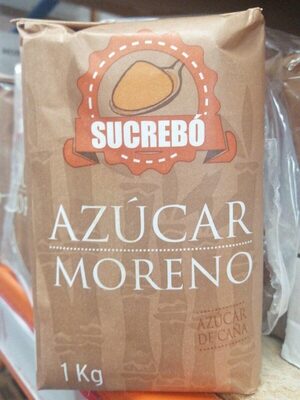 SUCREBÓ
AZÚCAR
MORENO
AZÚCAR
DE CAÑA
1 Kg